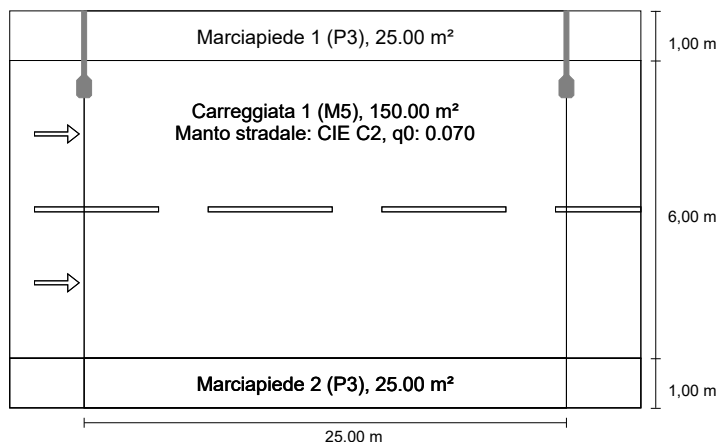 Marciapiede 1 (P3), 25.00 m²
1,00 m
Carreggiata 1 (M5), 150.00 m²
Manto stradale: CIE C2, q0: 0.070
6,00 m
Marciapiede 2 (P3), 25.00 m²
1,00 m
25.00 m